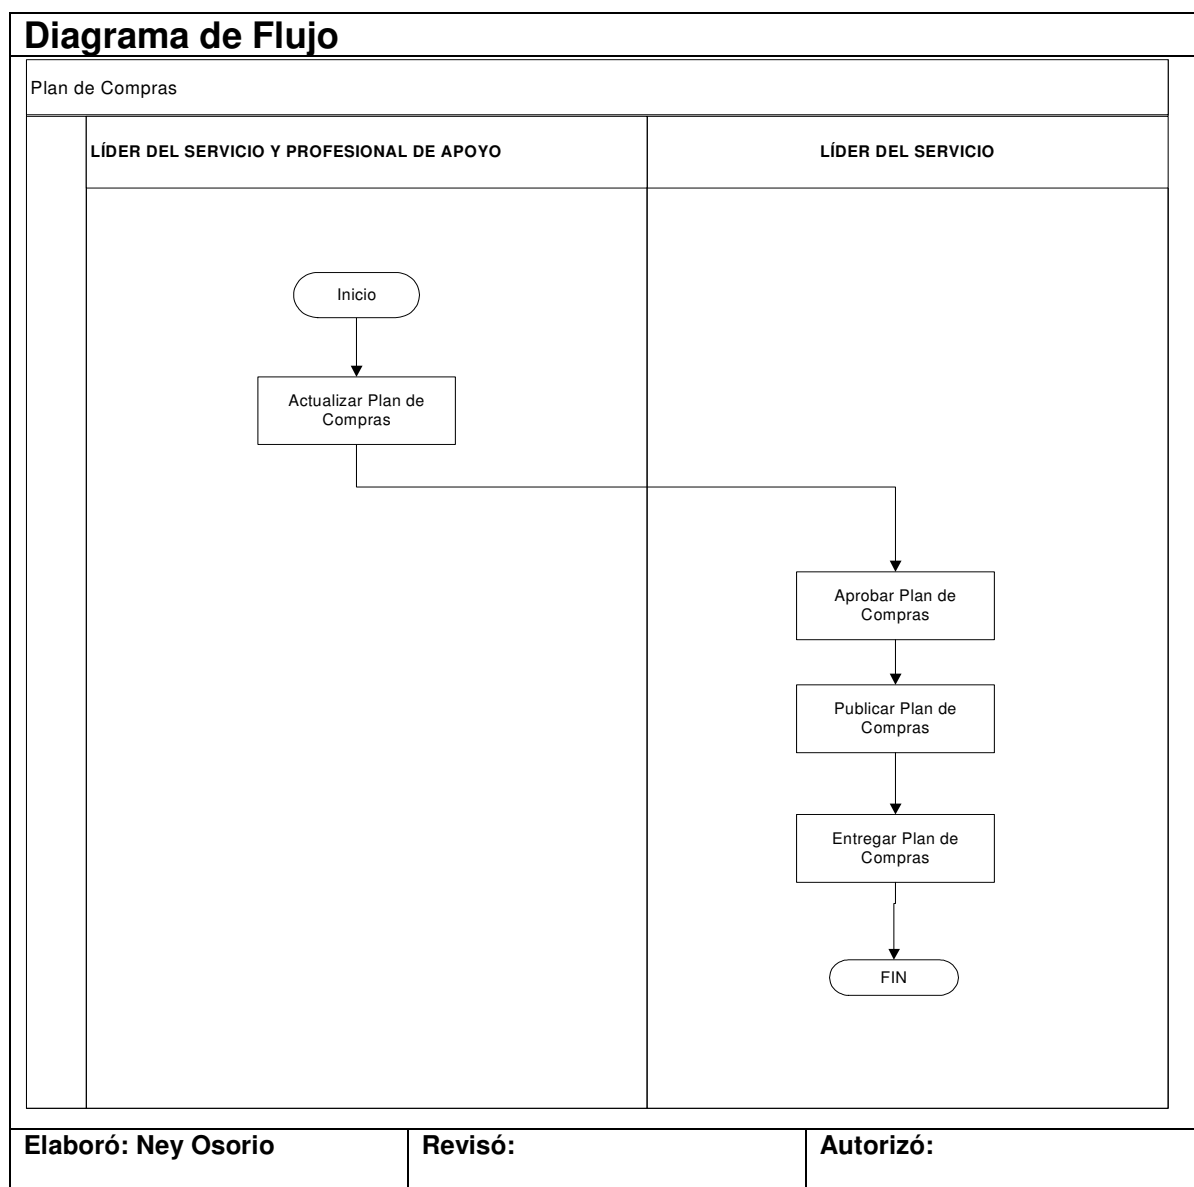 Diagrama de Flujo
Plan de Compras
LÍDER DEL SERVICIO Y PROFESIONAL DE APOYO
LÍDER DEL SERVICIO
Inicio
Actualizar Plan de
Compras
Aprobar Plan de
Compras
Publicar Plan de
Compras
Entregar Plan de
Compras
FIN
Elaboró: Ney Osorio
Revisó:
Autorizó: